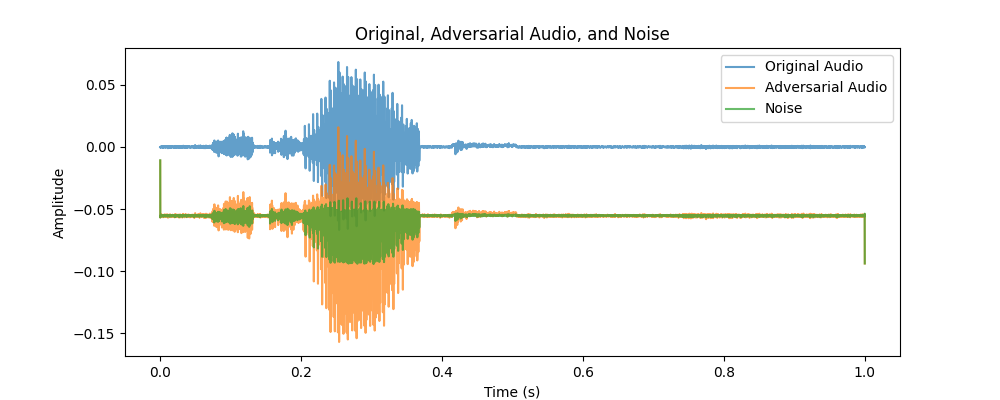 Original, Adversarial Audio, and Noise
Original Audio
Adversarial Audio
Noise
Amplitude
0.05
0.00
−0.05
−0.10
−0.15
0.0 0.2 0.4 0.6 0.8 1.0
Time (s)